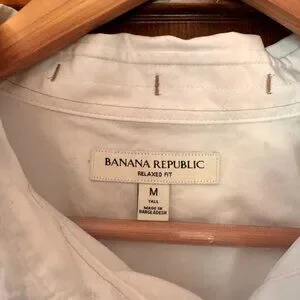 BANANA REPUBLIC
RELAXED FIT
M
TALL
MADE IN
BANGLADESH